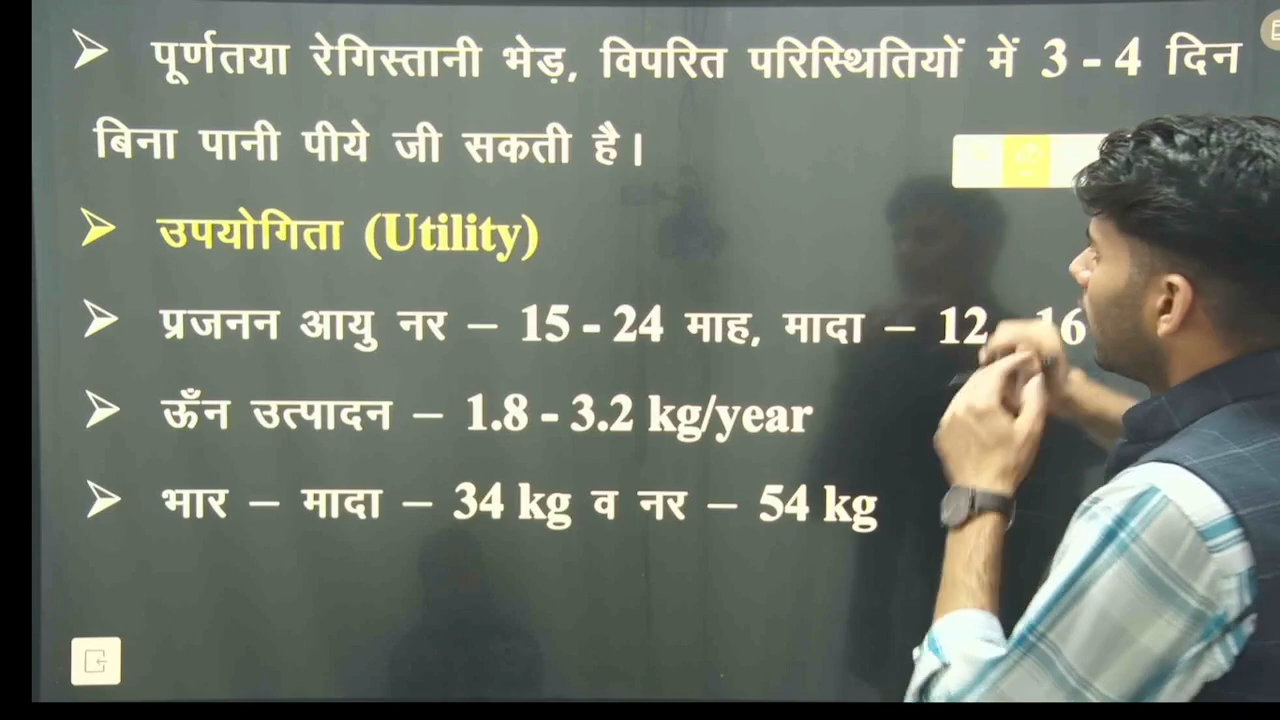 पूर्णतया रेगिस्तानी भेड़, विपरित परिस्थितियों में 3 - 4 दिन
बिना पानी पीये जी सकती है।
उपयोगिता (Utility)
प्रजनन आयु नर – 15 - 24 माह, मादा – 12 16
ऊँन उत्पादन – 1.8 - 3.2 kg/year
भार – मादा – 34 kg व नर – 54 kg